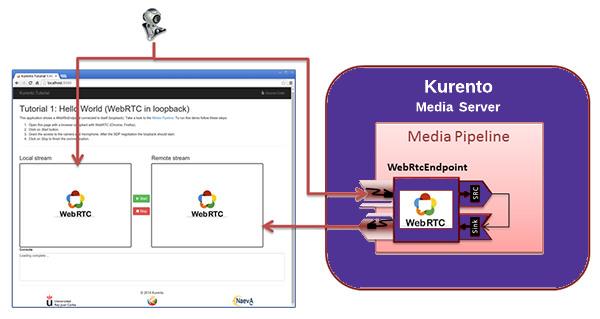 Kurento Tutorial 1: H
localhost:8080
Kurento Tutorial
Source Code
Tutorial 1: Hello World (WebRTC in loopback)
This application shows a WebRtcEndpoint connected to itself (loopback). Take a look to the Media Pipeline. To run this demo follow these steps:
1. Open this page with a browser compliant with WebRTC (Chrome, Firefox).
2. Click on Start button.
3. Grant the access to the camera and microphone. After the SDP negotiation the loopback should start.
4. Click on Stop to finish the communication.
Local stream
Remote stream
WebRTC
Start
Stop
WebRTC
Console
Loading complete ...
© 2014 Kurento
Universidad
Rey Juan Carlos
Naevatec
Kurento
Media Server
Media Pipeline
WebRtcEndpoint
SRC
WebRTC
Sink